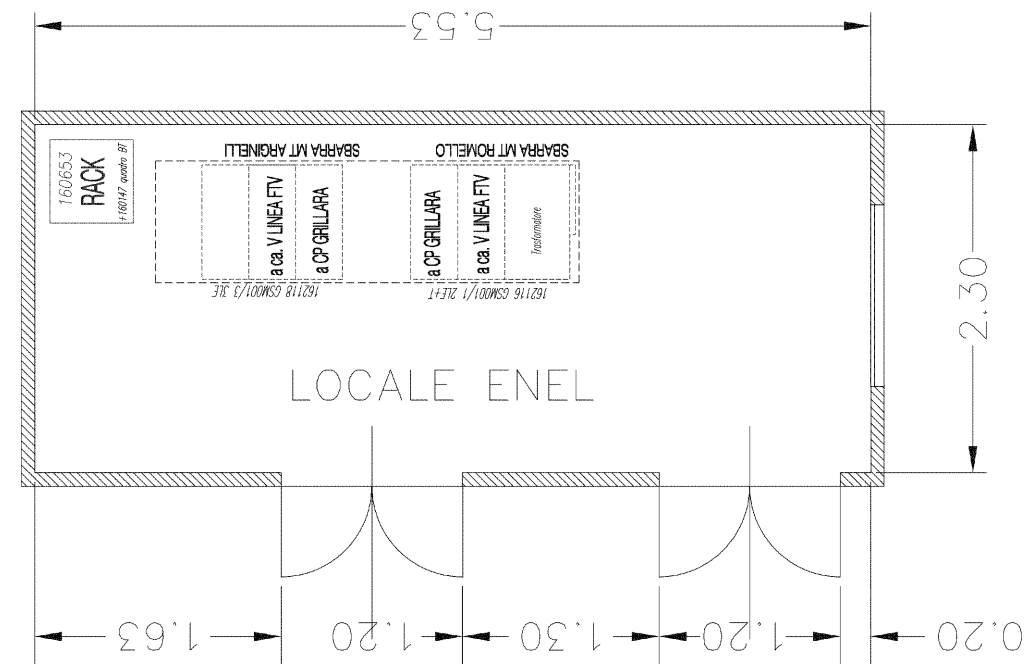 5.53
160653
RACK
+160147 quadro BT
SBARRA MT ARGINELLI
SBARRA MT ROMELLO
a ca. V LINEA FTV
a CP GRILLARA
a CP GRILLARA
a ca. V LINEA FTV
Trasformatore
162118 GSM001/3 3LE
162116 GSM001/1 2LE+T
2.30
LOCALE ENEL
1.63
1.20
1.30
1.20
0.20